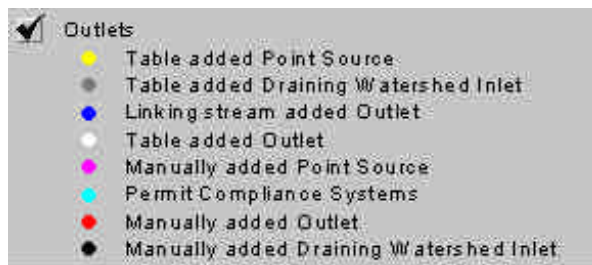 Outlets
Table added Point Source
Table added Draining Watershed Inlet
Linking stream added Outlet
Table added Outlet
Manually added Point Source
Permit Compliance Systems
Manually added Outlet
Manually added Draining Watershed Inlet